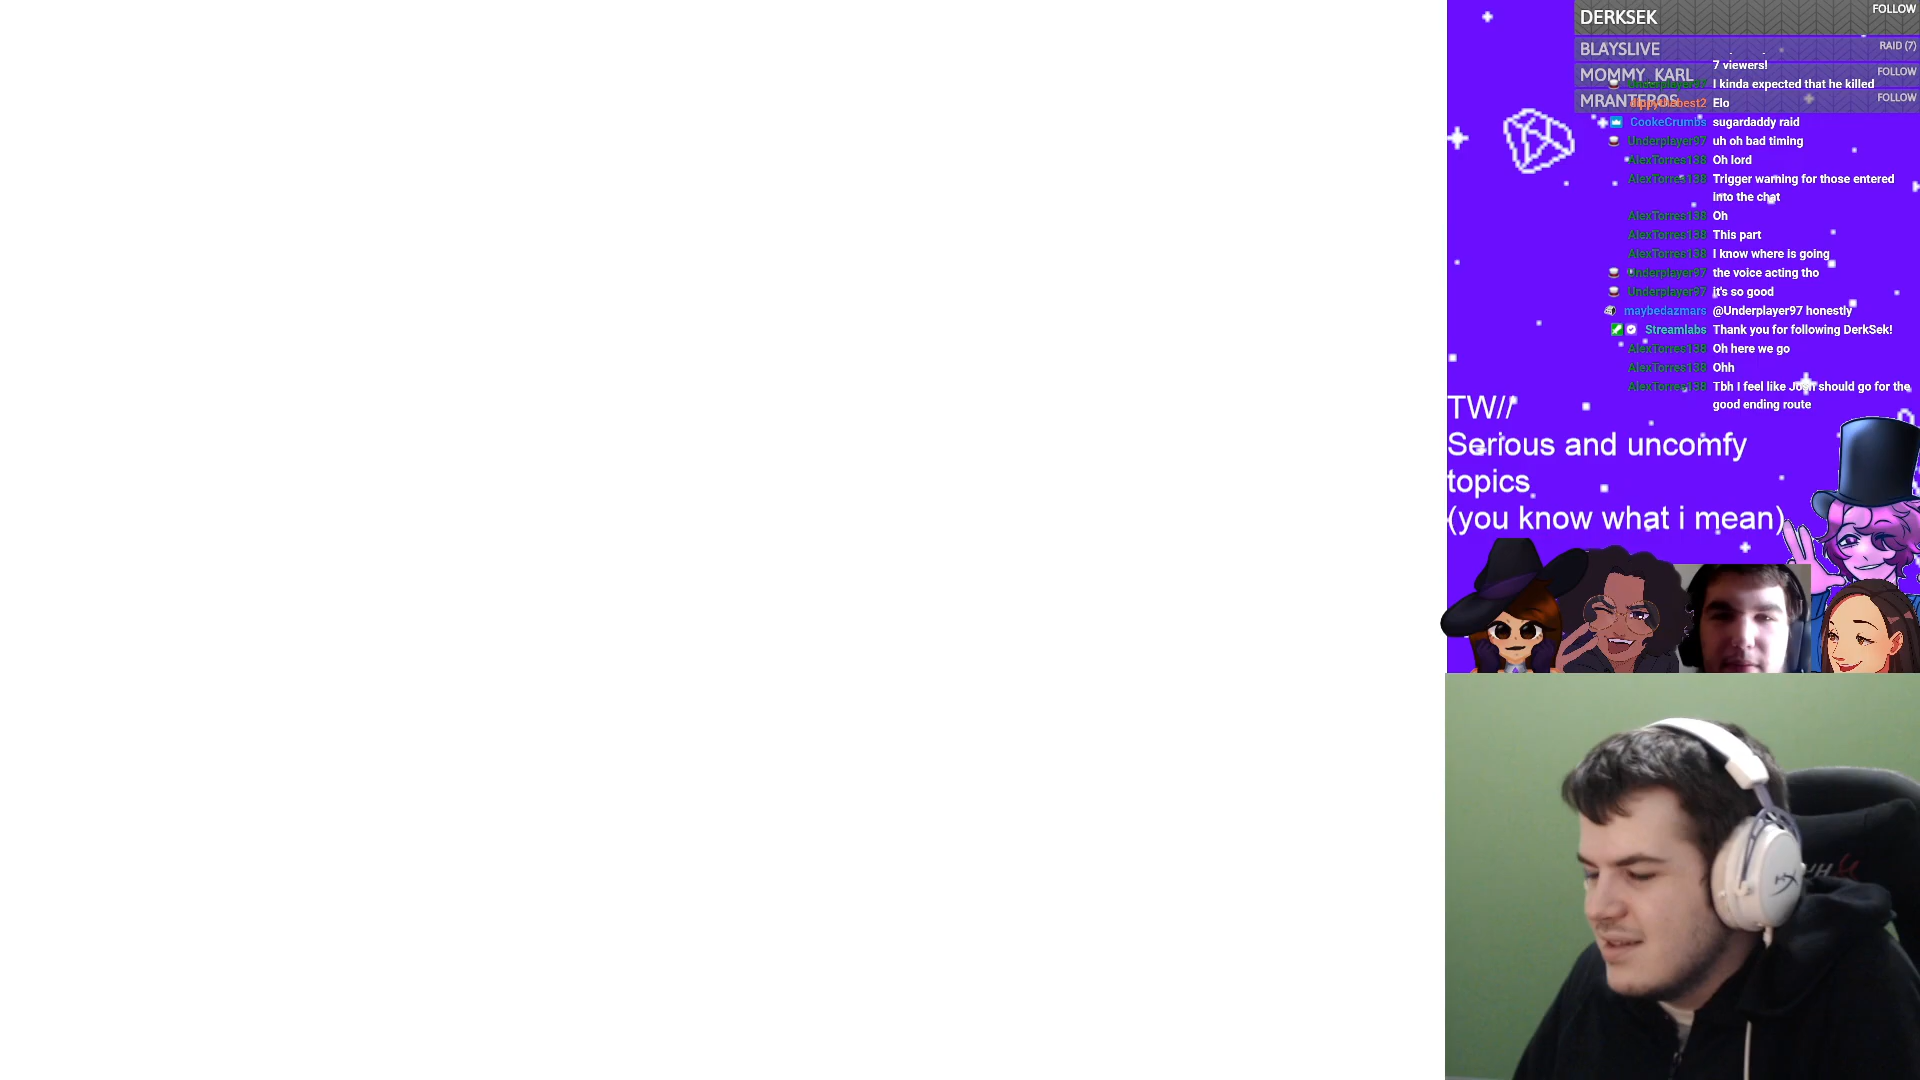 DERKSEK FOLLOW
BLAYSLIVE RAID (7)
7 viewers!
MOMMY_KARL FOLLOW
Underplayer97 I kinda expected that he killed
MRANTEROS FOLLOW
Elo
CookeCrumbs sugardaddy raid
Underplayer97 uh oh bad timing
AlexTorres138 Oh lord
AlexTorres138 Trigger warning for those entered
into the chat
AlexTorres138 Oh
AlexTorres138 This part
AlexTorres138 I know where is going
Underplayer97 the voice acting tho
Underplayer97 it's so good
maybedazmars @Underplayer97 honestly
Streamlabs Thank you for following DerkSek!
AlexTorres138 Oh here we go
AlexTorres138 Ohh
AlexTorres138 Tbh I feel like Josh should go for the
good ending route
TW//
Serious and uncomfy
topics
(you know what i mean)